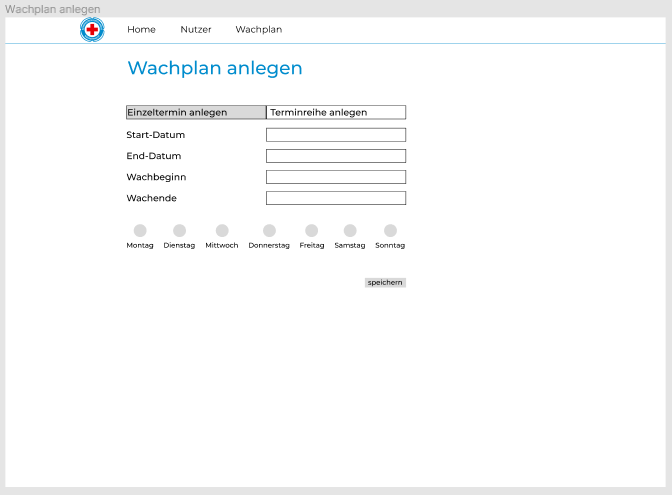 Wachplan anlegen
Home Nutzer Wachplan
Wachplan anlegen
Einzeltermin anlegen Terminreihe anlegen
Start-Datum
End-Datum
Wachbeginn
Wachende
Montag Dienstag Mittwoch Donnerstag Freitag Samstag Sonntag
speichern